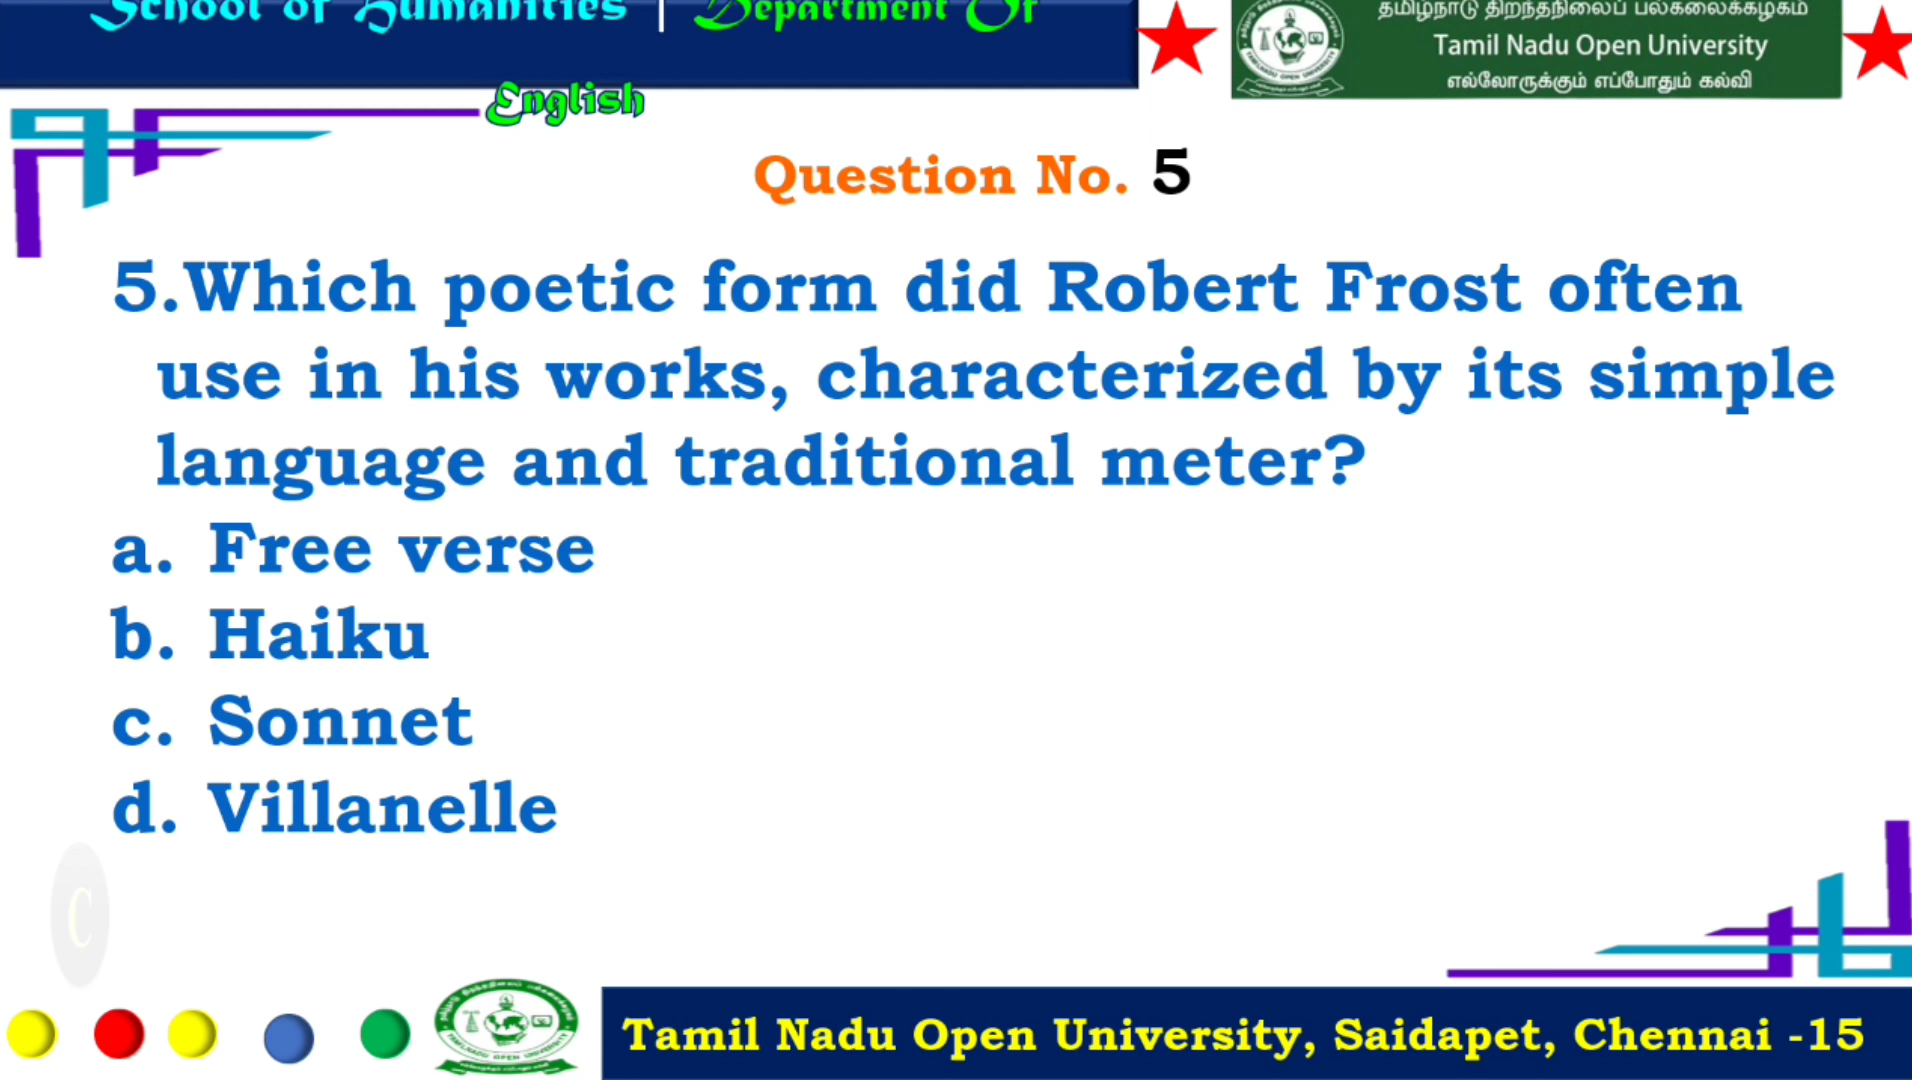 School of Humanities | Department Of
English
தமிழ்நாடு திறந்தநிலைப் பல்கலைக்கழகம்
Tamil Nadu Open University
எல்லோருக்கும் எப்போதும் கல்வி
Question No. 5
5.Which poetic form did Robert Frost often
use in his works, characterized by its simple
language and traditional meter?
a. Free verse
b. Haiku
c. Sonnet
d. Villanelle
C
Tamil Nadu Open University, Saidapet, Chennai -15